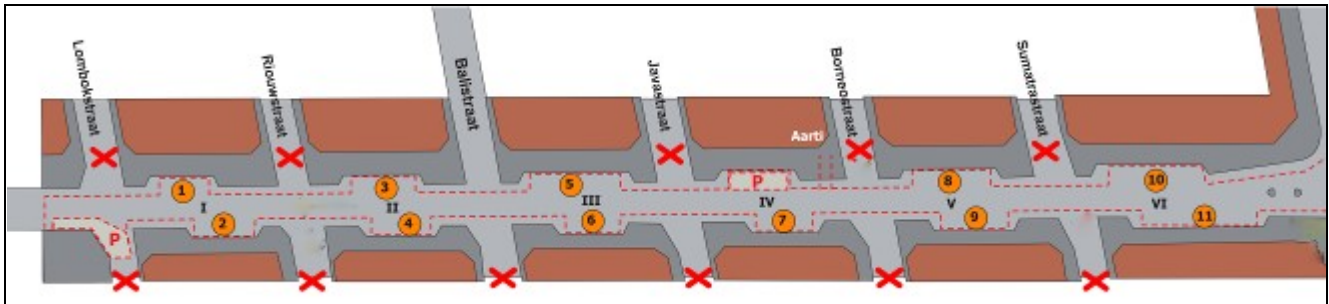 Lombokstraat
Riouwstraat
Balistraat
Javastraat
Borneostraat
Sumatrastraat
Aarti
1
3
5
P
8
10
I
II
III
IV
V
VI
2
4
6
7
9
11
P